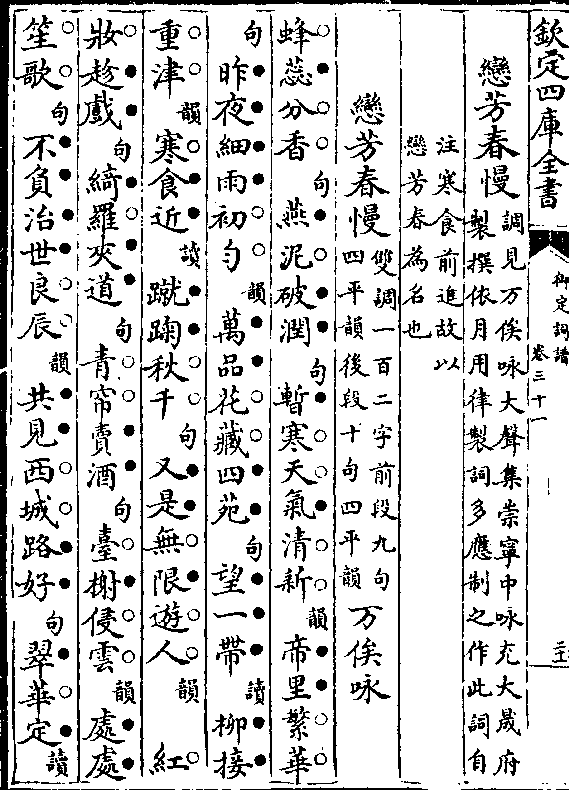 欽定四庫全書
御定詞譜
卷三十一
戀芳春慢
調見万俟咏大聲集崇寧中咏充大晟府
製撰依月用律製詞多應制之作此詞自
注寒食前進故以
戀芳春為名也
戀芳春慢
雙調一百二字前段九句
四平韻後段十句四平韻
万俟咏
蜂蕊分香句燕泥破潤句暫寒天氣清新韻帝里繁華
句昨夜細雨初勻韻萬品花藏四苑句望一帶讀柳接
重津韻寒食近讀蹴踘秋千句又是無限遊人韻紅
妝趁戲句綺羅夾道句青帘賣酒句臺榭侵雲韻處處
笙歌句不負治世良辰韻共見西城路好句翠華定讀